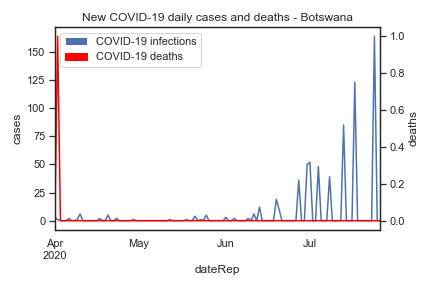 New COVID-19 daily cases and deaths - Botswana
COVID-19 infections
COVID-19 deaths
cases
150
125
100
75
50
25
0
deaths
1.0
0.8
0.6
0.4
0.2
0.0
Apr
2020
May
Jun
Jul
dateRep